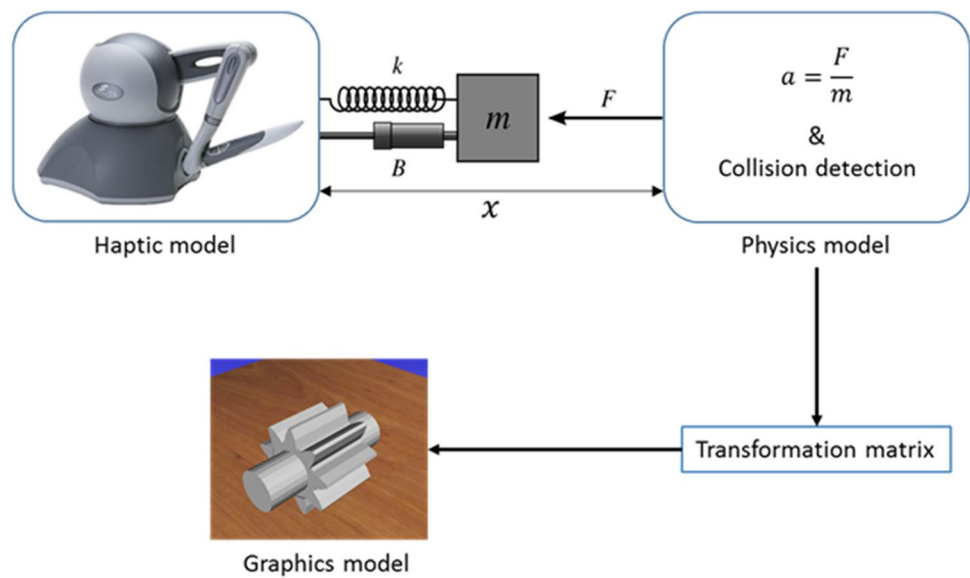 k
m
F
B
x
a = F/m
&
Collision detection
Haptic model
Physics model
Transformation matrix
Graphics model